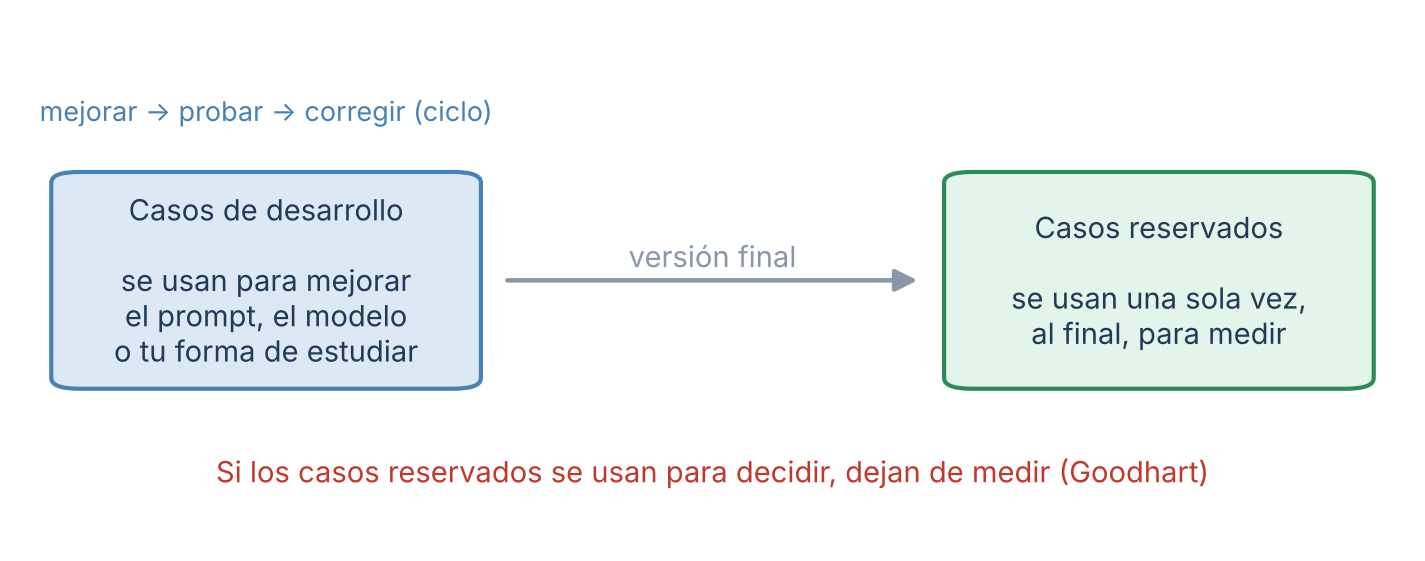 mejorar → probar → corregir (ciclo)
Casos de desarrollo
se usan para mejorar
el prompt, el modelo
o tu forma de estudiar
versión final
Casos reservados
se usan una sola vez,
al final, para medir
Si los casos reservados se usan para decidir, dejan de medir (Goodhart)